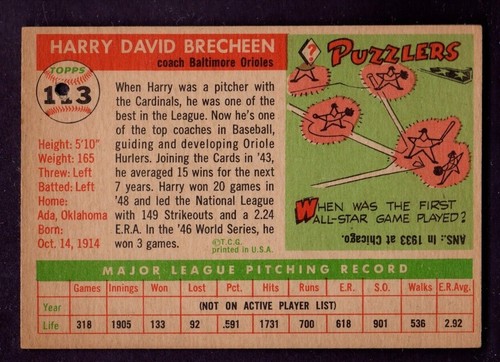 HARRY DAVID BRECHEEN
coach Baltimore Orioles
TOPPS
113
Height: 5'10"
Weight: 165
Threw: Left
Batted: Left
Home:
Ada, Oklahoma
Born:
Oct. 14, 1914
When Harry was a pitcher with
the Cardinals, he was one of the
best in the League. Now he's one
of the top coaches in Baseball,
guiding and developing Oriole
Hurlers. Joining the Cards in '43,
he averaged 15 wins for the next
7 years. Harry won 20 games in
'48 and led the National League
with 149 Strikeouts and a 2.24
E.R.A. In the '46 World Series, he
won 3 games.
©T.C.G.
printed in U.S.A.
?
PUZZLERS
WHEN WAS THE FIRST
ALL-STAR GAME PLAYED?
ANS.: In 1933 at Chicago.
MAJOR LEAGUE PITCHING RECORD
Games Innings Won Lost Pct. Hits Runs E.R. S.O. Walks E.R.Avg.
Year (NOT ON ACTIVE PLAYER LIST)
Life 318 1905 133 92 .591 1731 700 618 901 536 2.92